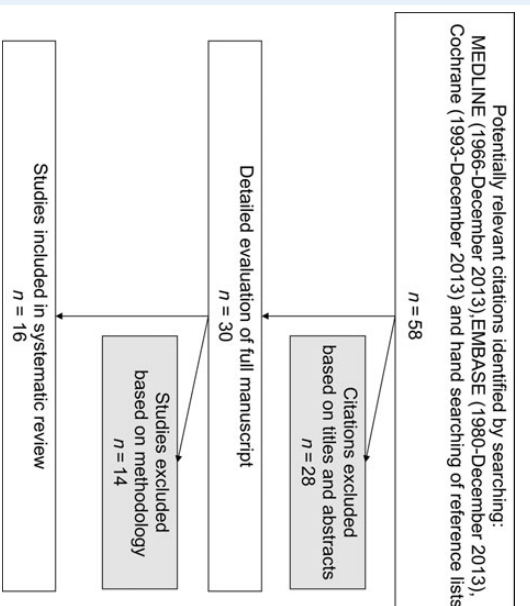 Potentially relevant citations identified by searching:
MEDLINE (1966-December 2013),EMBASE (1980-December 2013),
Cochrane (1993-December 2013) and hand searching of reference lists
n = 58
Citations excluded
based on titles and abstracts
n = 28
Detailed evaluation of full manuscript
n = 30
Studies excluded
based on methodology
n = 14
Studies included in systematic review
n = 16